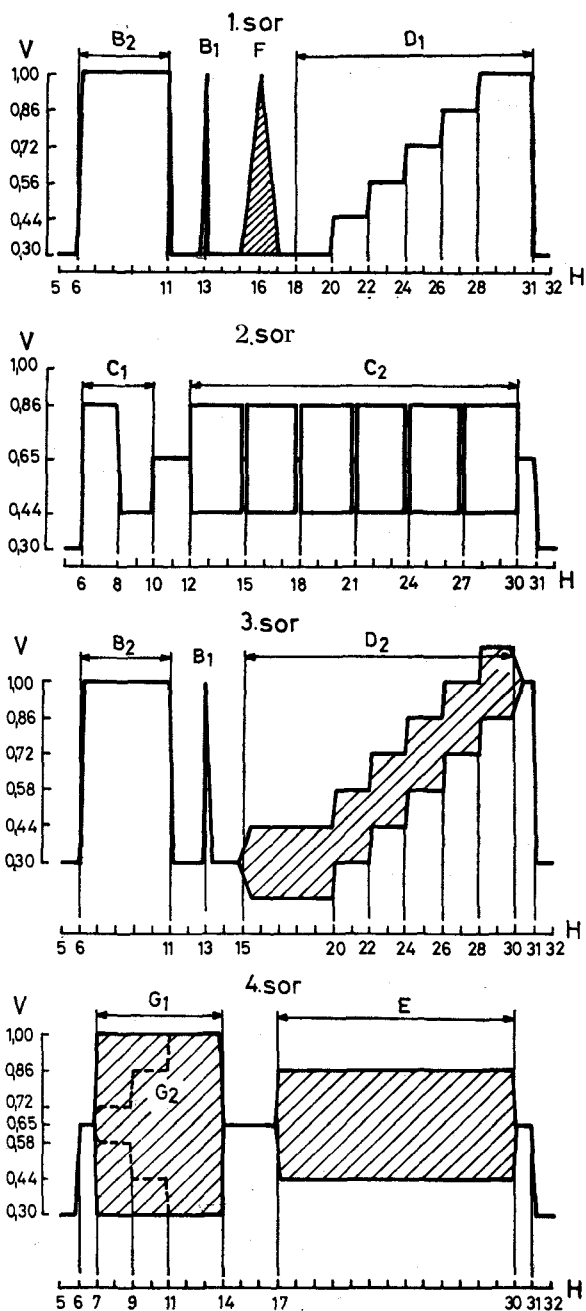 1.sor
V B₂ B₁ F D₁
1,00
0,86
0,72
0,56
0,44
0,30
5 6 11 13 16 18 20 22 24 26 28 31 32 H
2.sor
V
1,00 C₁ C₂
0,86
0,65
0,44
0,30
6 8 10 12 15 18 21 24 27 30 31 H
3.sor
V B₂ B₁ D₂
1,00
0,86
0,72
0,58
0,44
0,30
5 6 11 13 15 20 22 24 26 28 30 31 32 H
4.sor
V G₁ E
1,00
0,86
G₂
0,72
0,65
0,58
0,44
0,30
5 6 7 9 11 14 17 30 31 32 H